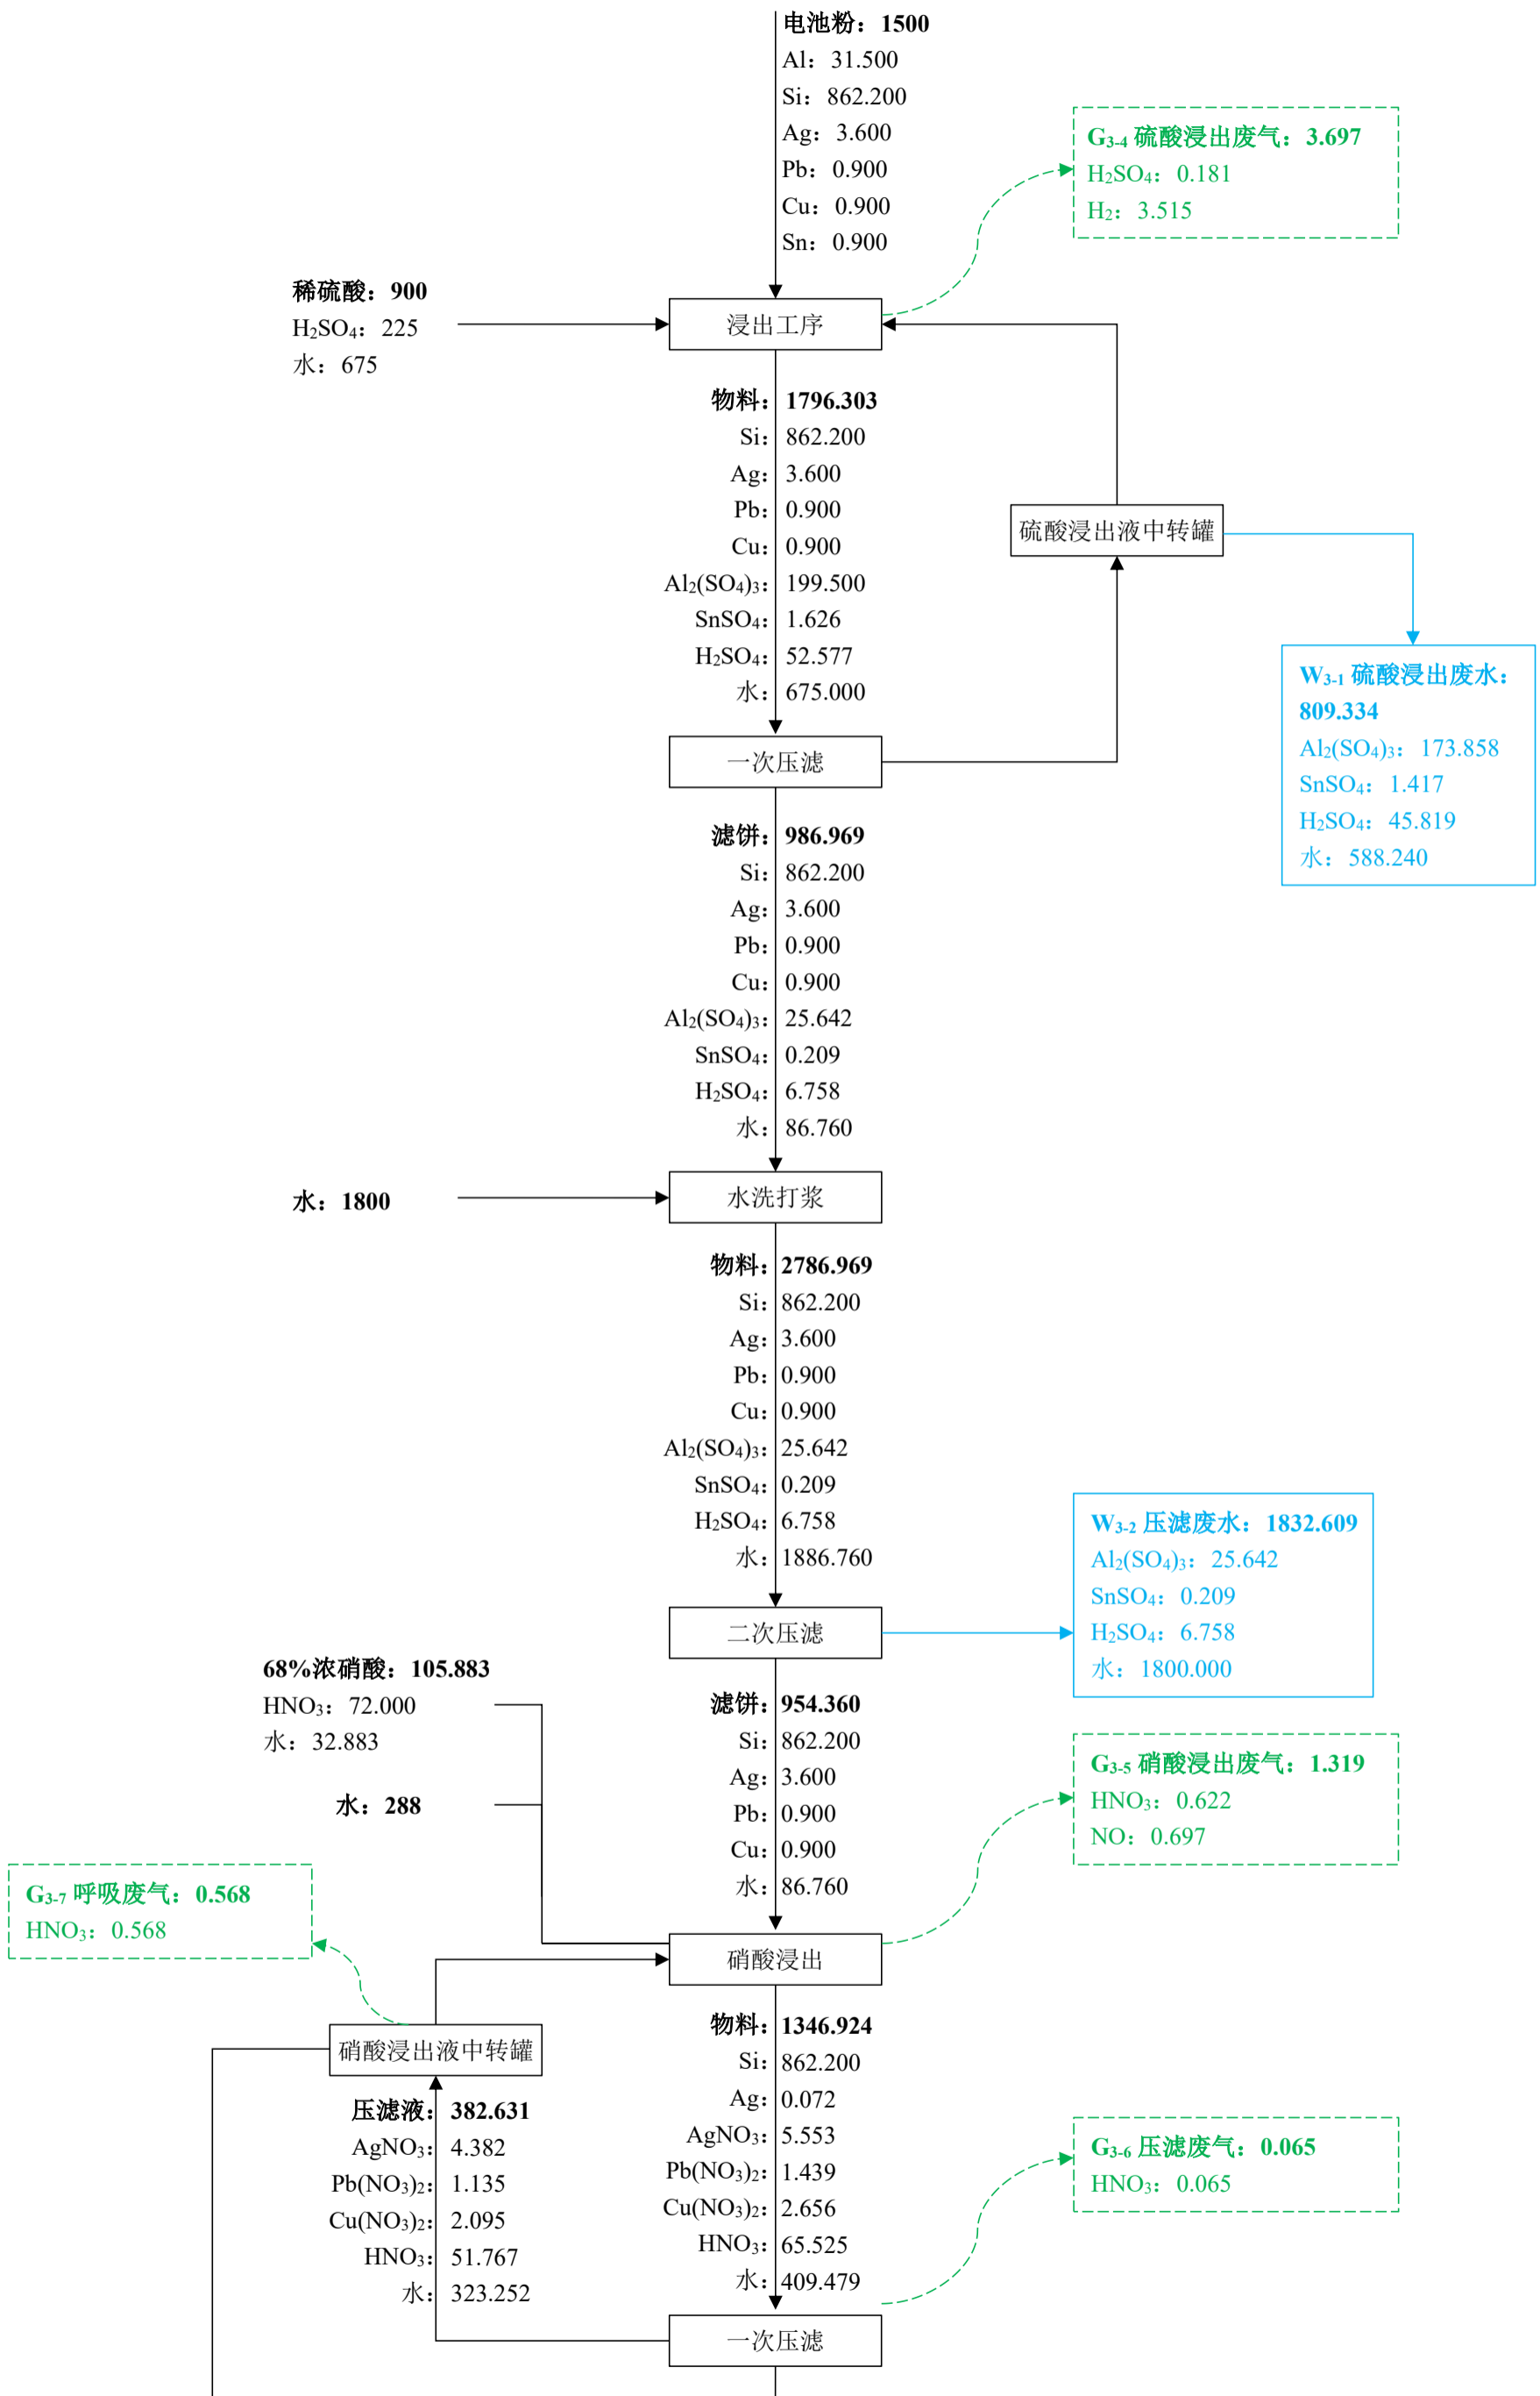 电池粉：1500
Al：31.500
Si：862.200
Ag：3.600
Pb：0.900
Cu：0.900
Sn：0.900
G₃₋₄ 硫酸浸出废气：3.697
H₂SO₄：0.181
H₂：3.515
稀硫酸：900
H₂SO₄：225
水：675
浸出工序
物料：1796.303
Si：862.200
Ag：3.600
Pb：0.900
Cu：0.900
Al₂(SO₄)₃：199.500
SnSO₄：1.626
H₂SO₄：52.577
水：675.000
硫酸浸出液中转罐
W₃₋₁ 硫酸浸出废水：
809.334
Al₂(SO₄)₃：173.858
SnSO₄：1.417
H₂SO₄：45.819
水：588.240
一次压滤
滤饼：986.969
Si：862.200
Ag：3.600
Pb：0.900
Cu：0.900
Al₂(SO₄)₃：25.642
SnSO₄：0.209
H₂SO₄：6.758
水：86.760
水：1800
水洗打浆
物料：2786.969
Si：862.200
Ag：3.600
Pb：0.900
Cu：0.900
Al₂(SO₄)₃：25.642
SnSO₄：0.209
H₂SO₄：6.758
水：1886.760
W₃₋₂ 压滤废水：1832.609
Al₂(SO₄)₃：25.642
SnSO₄：0.209
H₂SO₄：6.758
水：1800.000
二次压滤
68%浓硝酸：105.883
HNO₃：72.000
水：32.883
水：288
滤饼：954.360
Si：862.200
Ag：3.600
Pb：0.900
Cu：0.900
水：86.760
G₃₋₅ 硝酸浸出废气：1.319
HNO₃：0.622
NO：0.697
G₃₋₇ 呼吸废气：0.568
HNO₃：0.568
硝酸浸出
硝酸浸出液中转罐
物料：1346.924
Si：862.200
Ag：0.072
AgNO₃：5.553
Pb(NO₃)₂：1.439
Cu(NO₃)₂：2.656
HNO₃：65.525
水：409.479
压滤液：382.631
AgNO₃：4.382
Pb(NO₃)₂：1.135
Cu(NO₃)₂：2.095
HNO₃：51.767
水：323.252
G₃₋₆ 压滤废气：0.065
HNO₃：0.065
一次压滤